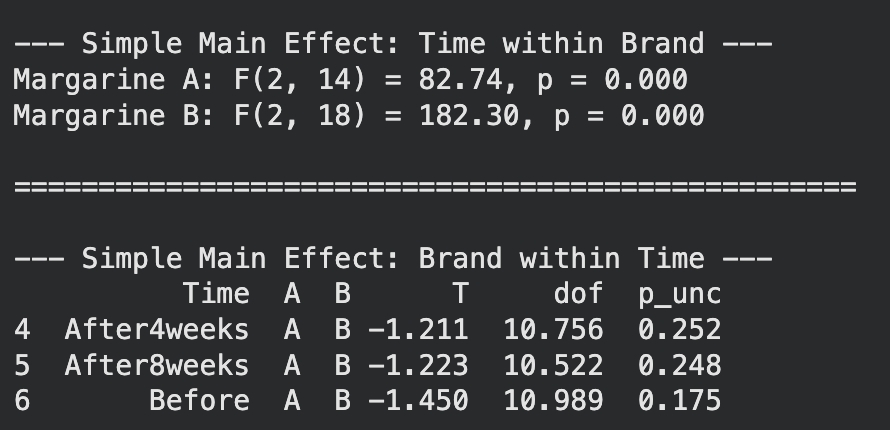 --- Simple Main Effect: Time within Brand ---
Margarine A: F(2, 14) = 82.74, p = 0.000
Margarine B: F(2, 18) = 182.30, p = 0.000
==================================================
--- Simple Main Effect: Brand within Time ---
Time A B T dof p_unc
4 After4weeks A B -1.211 10.756 0.252
5 After8weeks A B -1.223 10.522 0.248
6 Before A B -1.450 10.989 0.175